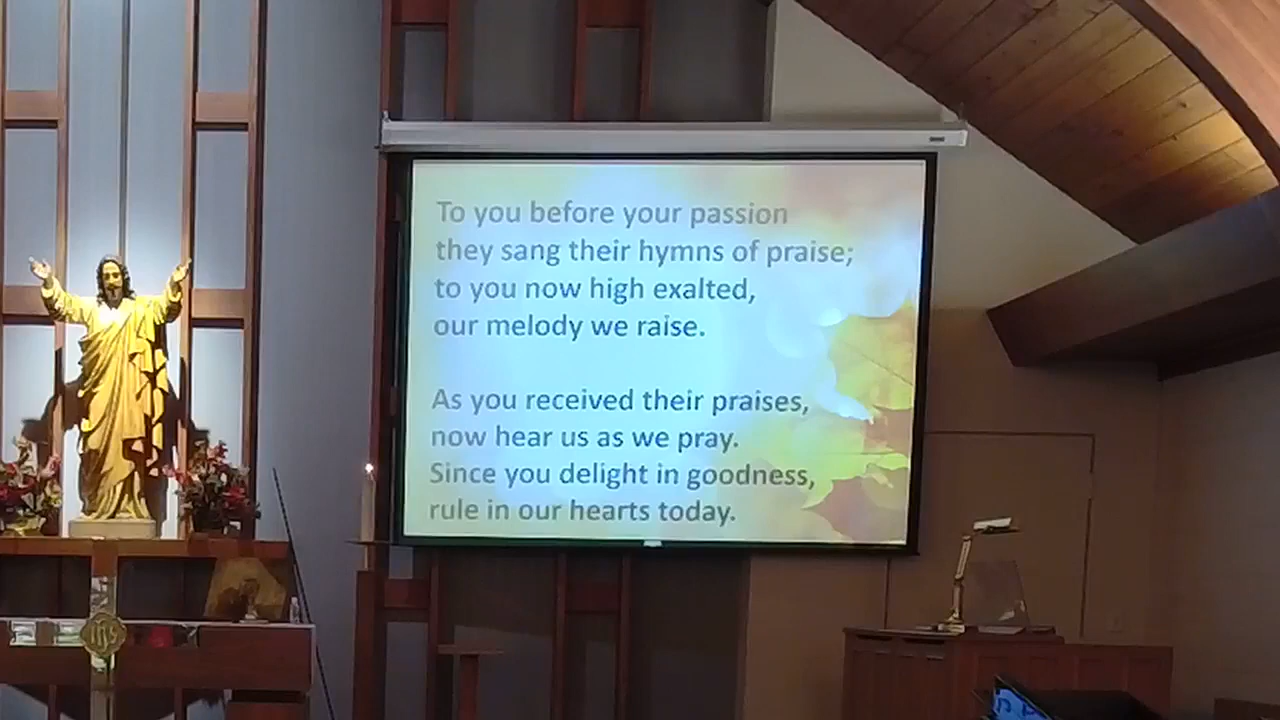 To you before your passion
they sang their hymns of praise;
to you now high exalted,
our melody we raise.
As you received their praises,
now hear us as we pray.
Since you delight in goodness,
rule in our hearts today.
IHS